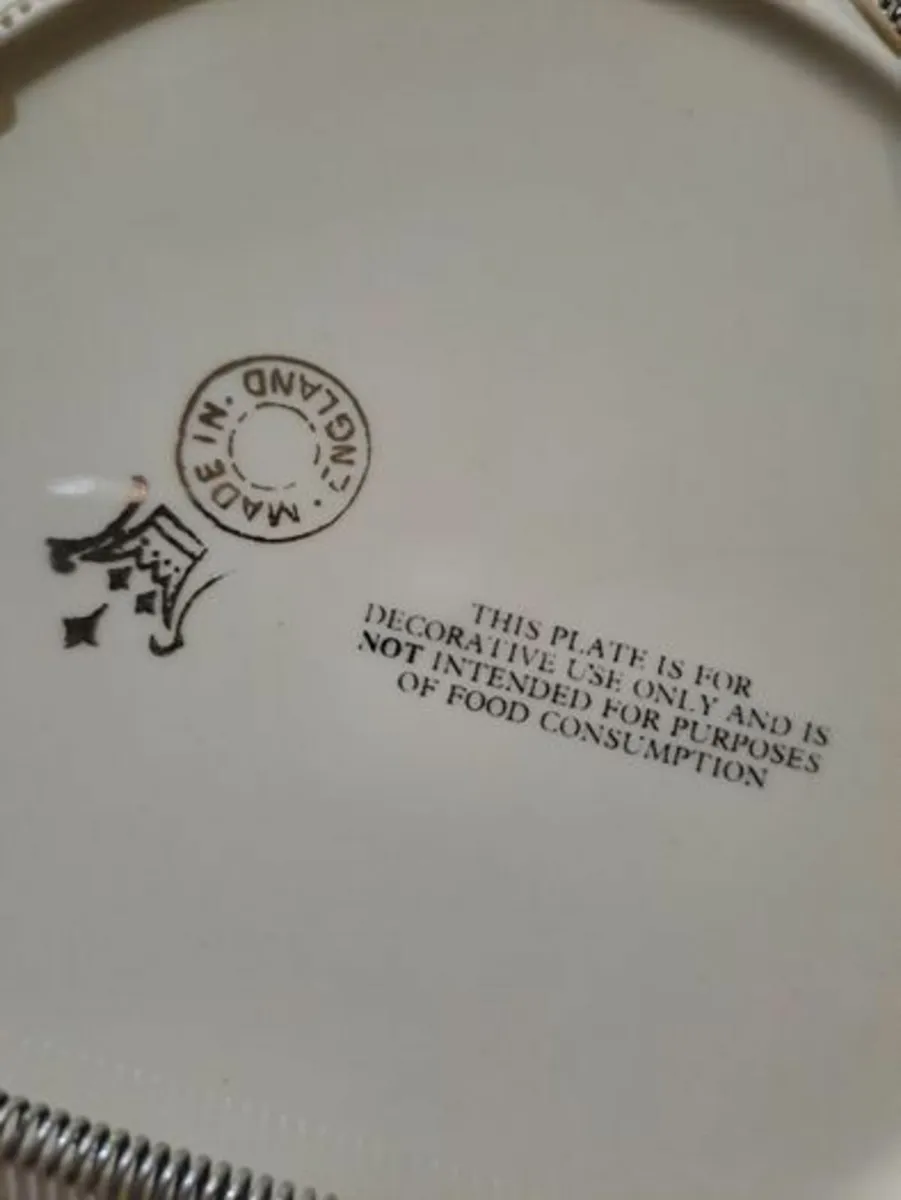 MADE · IN · ENGLAND ·
THIS PLATE IS FOR
DECORATIVE USE ONLY AND IS
NOT INTENDED FOR PURPOSES
OF FOOD CONSUMPTION